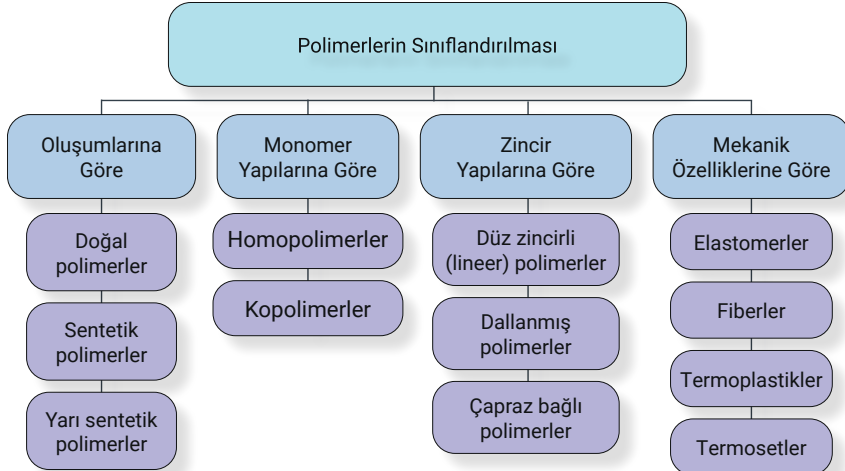 Polimerlerin Sınıflandırılması
Oluşumlarına
Göre
Doğal
polimerler
Sentetik
polimerler
Yarı sentetik
polimerler
Monomer
Yapılarına Göre
Homopolimerler
Kopolimerler
Zincir
Yapılarına Göre
Düz zincirli
(lineer) polimerler
Dallanmış
polimerler
Çapraz bağlı
polimerler
Mekanik
Özelliklerine Göre
Elastomerler
Fiberler
Termoplastikler
Termosetler